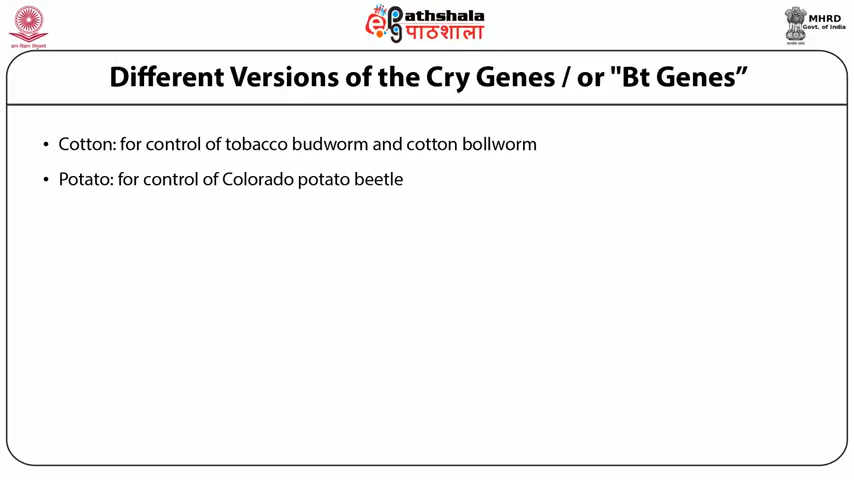 ePathshala
पाठशाला
MHRD
Govt. of India
Different Versions of the Cry Genes / or "Bt Genes”
• Cotton: for control of tobacco budworm and cotton bollworm
• Potato: for control of Colorado potato beetle